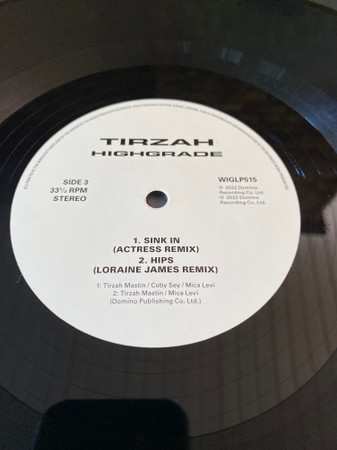 TIRZAH
HIGHGRADE
SIDE 3
33⅓ RPM
STEREO
WIGLP515
℗ 2022 Domino
Recording Co. Ltd.
© 2022 Domino
Recording Co. Ltd.
1. SINK IN
(ACTRESS REMIX)
2. HIPS
(LORAINE JAMES REMIX)
1: Tirzah Mastin / Coby Sey / Mica Levi
2: Tirzah Mastin / Mica Levi
(Domino Publishing Co. Ltd.)